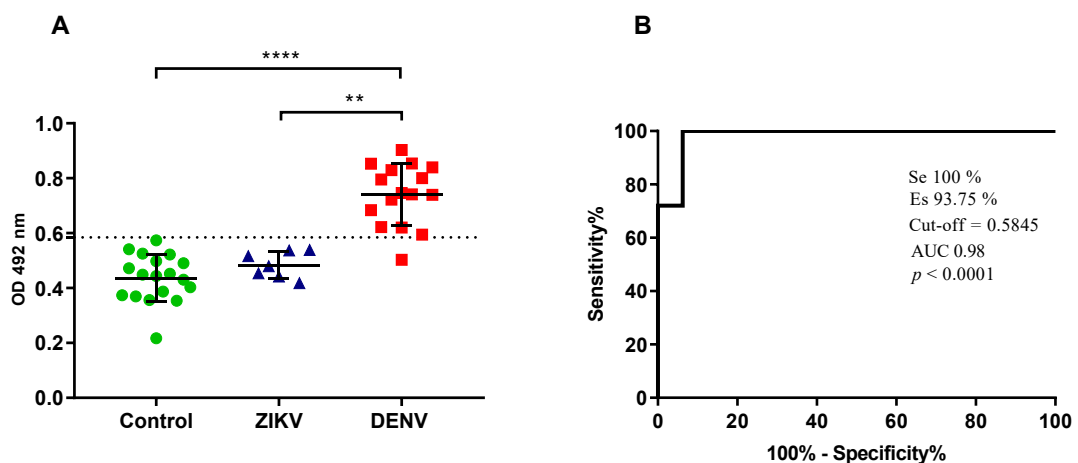 A
****
**
OD 492 nm
1.0
0.8
0.6
0.4
0.2
0.0
Control ZIKV DENV
B
Sensitivity%
100
80
60
40
20
0
Se 100 %
Es 93.75 %
Cut-off = 0.5845
AUC 0.98
p < 0.0001
0 20 40 60 80 100
100% - Specificity%